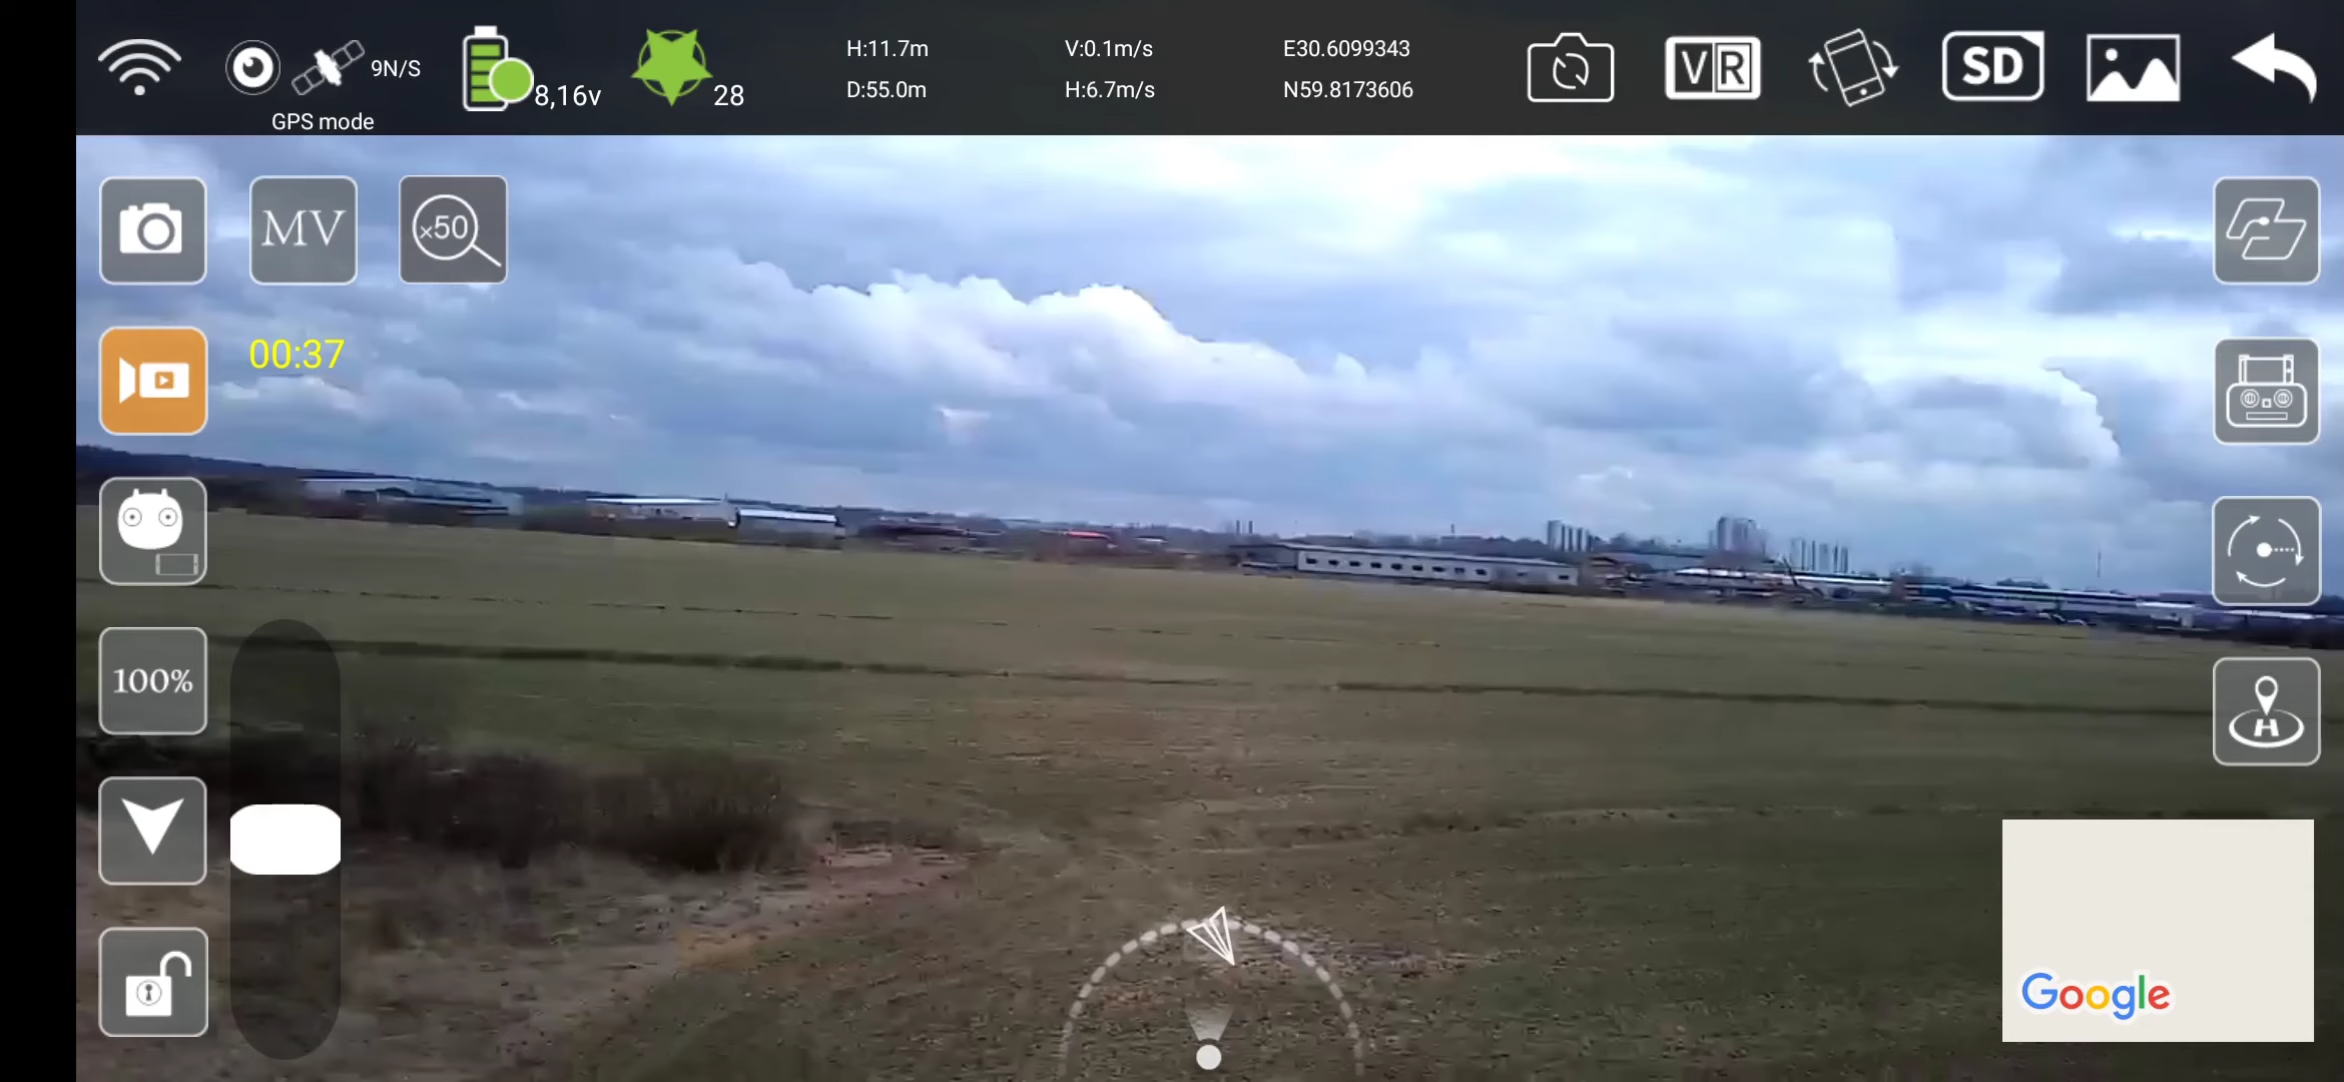 9N/S
GPS mode
8,16v
28
H:11.7m
D:55.0m
V:0.1m/s
H:6.7m/s
E30.6099343
N59.8173606
VR
SD
MV
×50
00:37
100%
H
Google